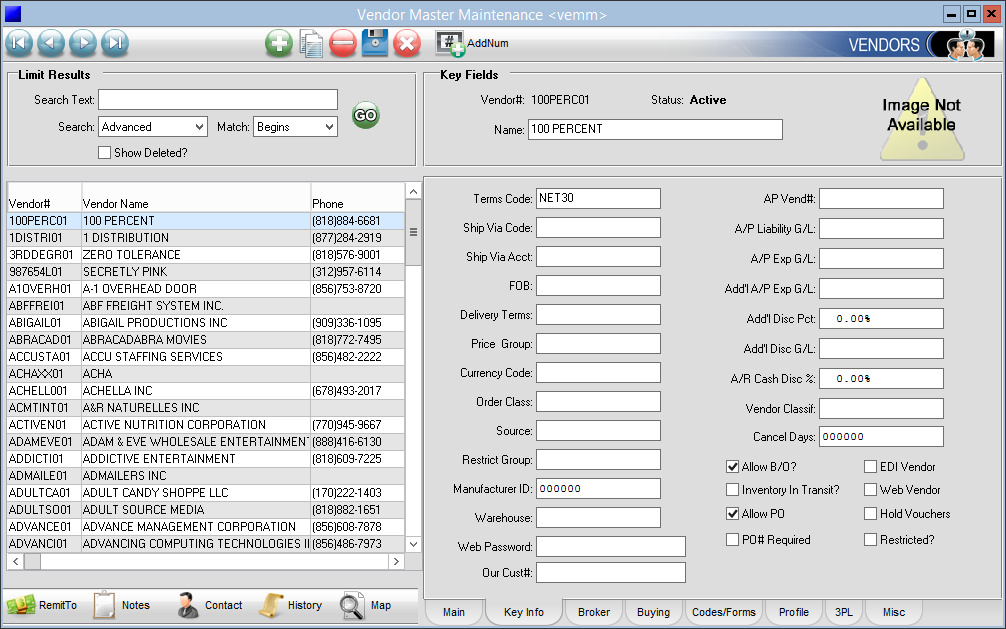 Vendor Master Maintenance <vemm>
# AddNum
VENDORS
Limit Results
Search Text:
GO
Search: Advanced Match: Begins
Show Deleted?
Key Fields
Vendor#: 100PERC01 Status: Active
Name: 100 PERCENT
Image Not
Available
Vendor# Vendor Name Phone
100PERC01 100 PERCENT (818)884-6681
1DISTRI01 1 DISTRIBUTION (877)284-2919
3RDDEGR01 ZERO TOLERANCE (818)576-9001
987654L01 SECRETLY PINK (312)957-6114
A1OVERH01 A-1 OVERHEAD DOOR (856)753-8720
ABFFREI01 ABF FREIGHT SYSTEM INC.
ABIGAIL01 ABIGAIL PRODUCTIONS INC (909)336-1095
ABRACAD01 ABRACADABRA MOVIES (818)772-7495
ACCUSTA01 ACCU STAFFING SERVICES (856)482-2222
ACHAXX01 ACHA
ACHELL001 ACHELLA INC (678)493-2017
ACMTINT01 A&R NATURELLES INC
ACTIVEN01 ACTIVE NUTRITION CORPORATION (770)945-9667
ADAMEVE01 ADAM & EVE WHOLESALE ENTERTAINMENT (888)416-6130
ADDICTI01 ADDICTIVE ENTERTAINMENT (818)609-7225
ADMAILE01 ADMAILERS INC
ADULTCA01 ADULT CANDY SHOPPE LLC (170)222-1403
ADULTSO01 ADULT SOURCE MEDIA (818)882-1651
ADVANCE01 ADVANCE MANAGEMENT CORPORATION (856)608-7878
ADVANCI01 ADVANCING COMPUTING TECHNOLOGIES II (856)486-7973
RemitTo Notes Contact History Map
Terms Code: NET30
Ship Via Code:
Ship Via Acct:
FOB:
Delivery Terms:
Price Group:
Currency Code:
Order Class:
Source:
Restrict Group:
Manufacturer ID: 000000
Warehouse:
Web Password:
Our Cust#:
AP Vend#:
A/P Liability G/L:
A/P Exp G/L:
Add'l A/P Exp G/L:
Add'l Disc Pct: 0.00%
Add'l Disc G/L:
A/R Cash Disc %: 0.00%
Vendor Classif:
Cancel Days: 000000
Allow B/O? EDI Vendor
Inventory In Transit? Web Vendor
Allow PO Hold Vouchers
PO# Required Restricted?
Main Key Info Broker Buying Codes/Forms Profile 3PL Misc